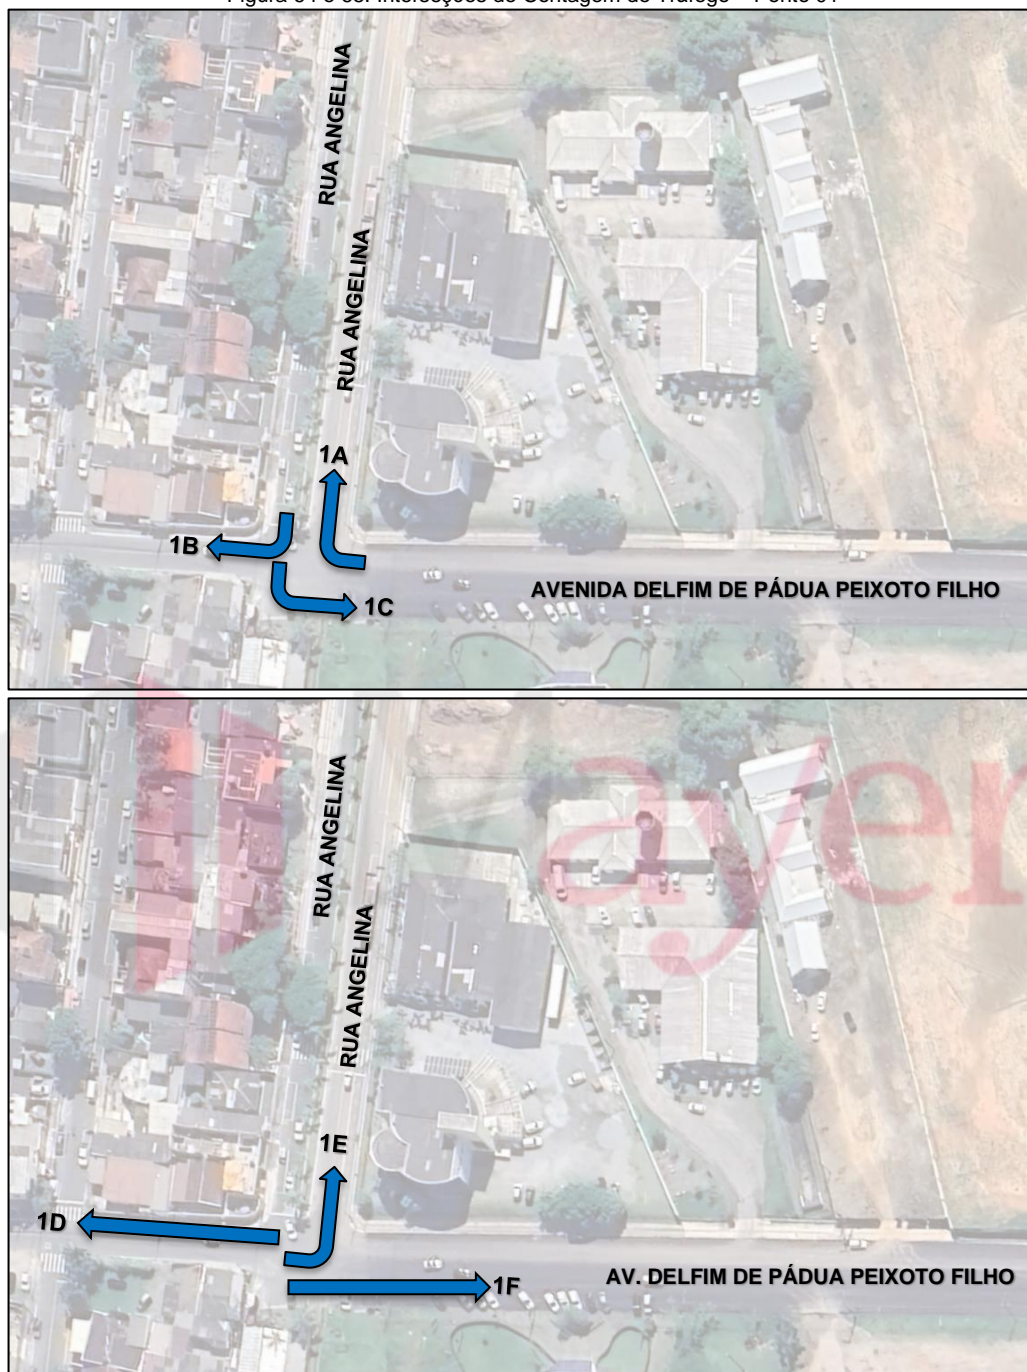 RUA ANGELINA
RUA ANGELINA
1A
1B
1C
AVENIDA DELFIM DE PÁDUA PEIXOTO FILHO
ayer
RUA ANGELINA
RUA ANGELINA
1E
1D
1F
AV. DELFIM DE PÁDUA PEIXOTO FILHO